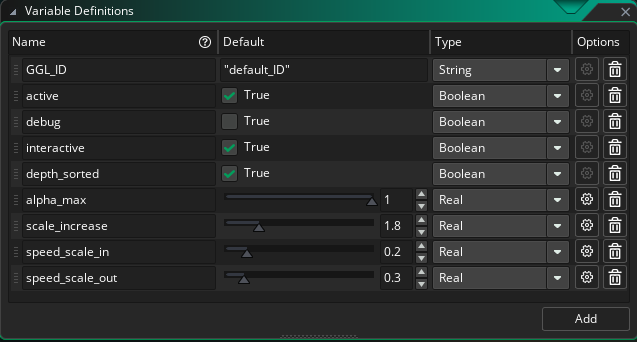 Variable Definitions
Name Default Type Options
GGL_ID "default_ID" String
active True Boolean
debug True Boolean
interactive True Boolean
depth_sorted True Boolean
alpha_max 1 Real
scale_increase 1.8 Real
speed_scale_in 0.2 Real
speed_scale_out 0.3 Real
Add